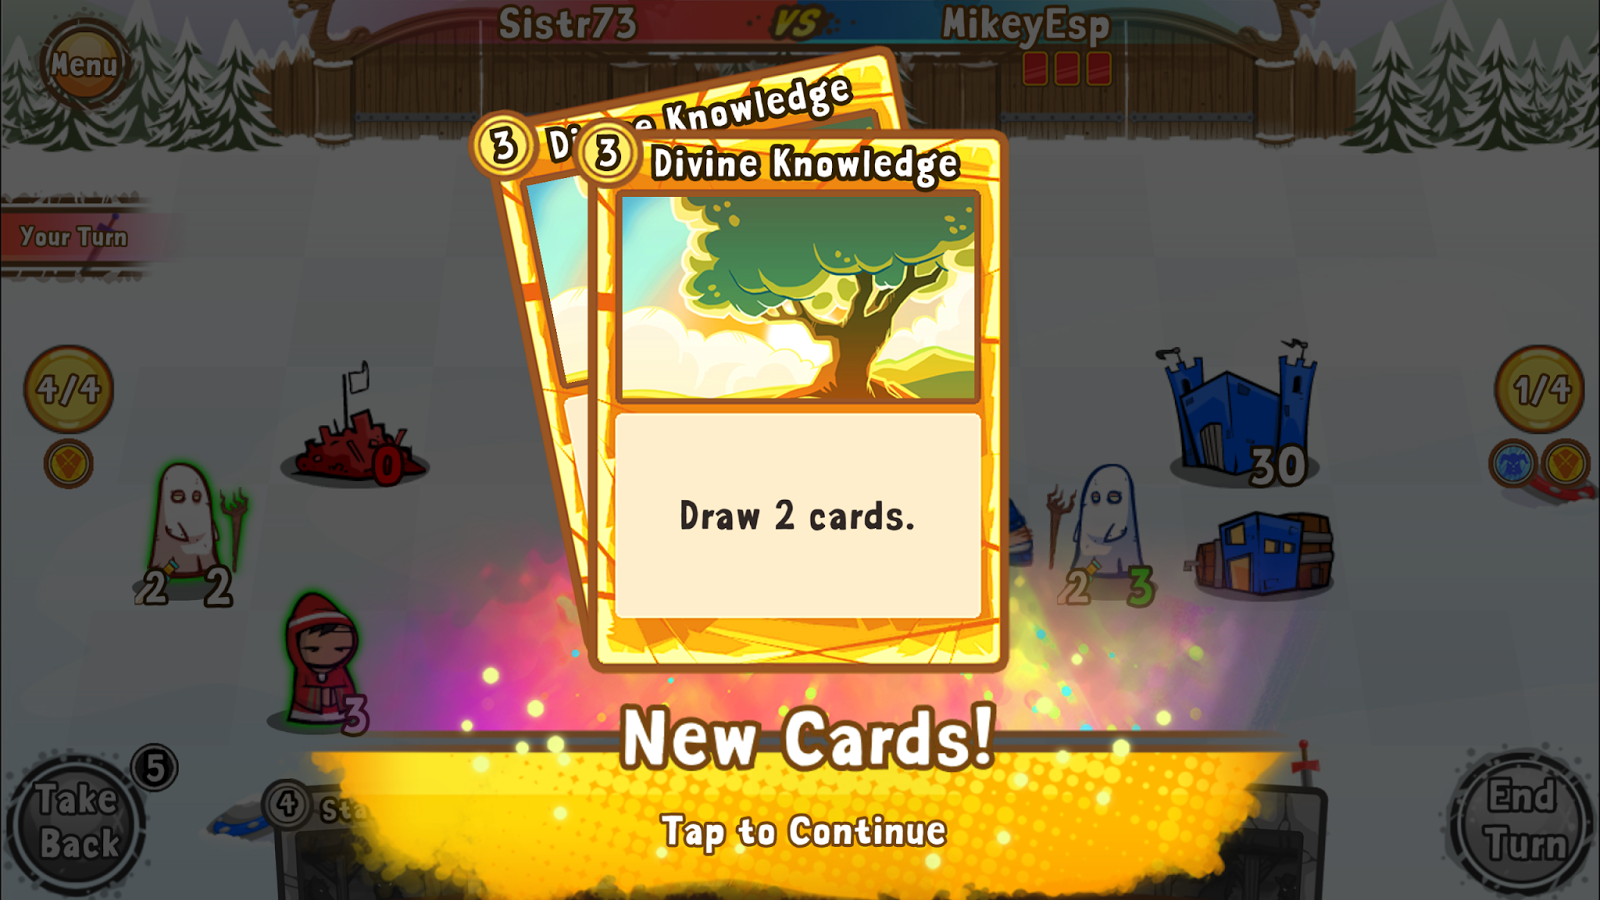 Sistr73
VS
MikeyEsp
Menu
3
Knowledge
3
Divine Knowledge
Your Turn
4/4
0
30
1/4
Draw 2 cards.
2
2
2
3
3
New Cards!
Tap to Continue
5
Take
Back
4
End
Turn